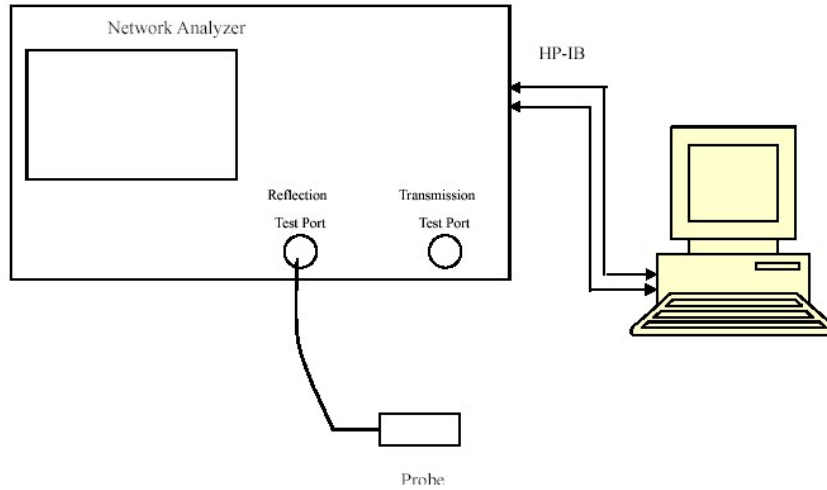 Network Analyzer
HP-IB
Reflection
Test Port
Transmission
Test Port
Probe